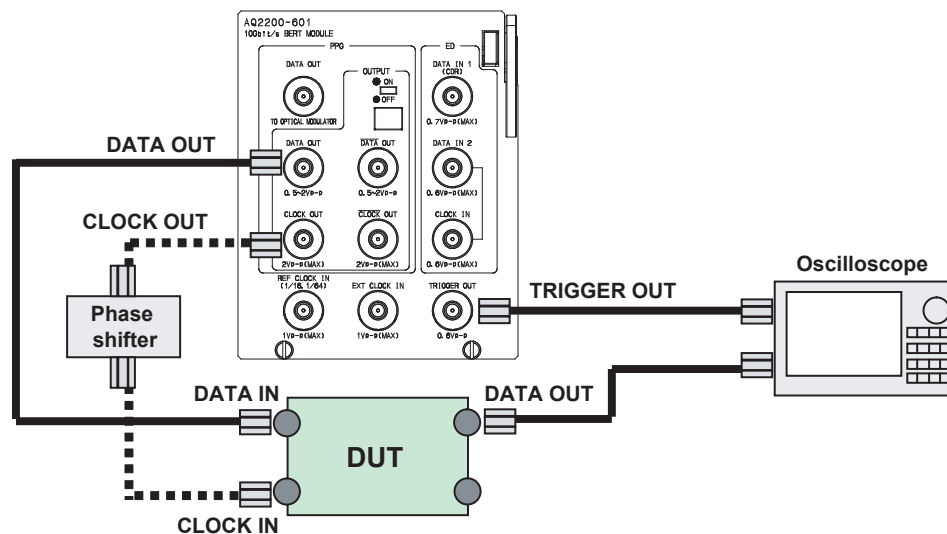 AQ2200-601
10Gbit/s BERT MODULE
PPG
ED
DATA OUT
TO OPTICAL MODULATOR
OUTPUT
ON
OFF
DATA IN 1
(CDR)
0.7Vp-p(MAX)
DATA OUT
DATA OUT
0.5~2Vp-p
DATA OUT
0.5~2Vp-p
DATA IN 2
0.6Vp-p(MAX)
CLOCK OUT
CLOCK OUT
2Vp-p(MAX)
CLOCK OUT
2Vp-p(MAX)
CLOCK IN
0.6Vp-p(MAX)
REF CLOCK IN
(1/16, 1/64)
1Vp-p(MAX)
EXT CLOCK IN
1Vp-p(MAX)
TRIGGER OUT
0.6Vp-p
TRIGGER OUT
Oscilloscope
Phase
shifter
DATA IN
DATA OUT
DUT
CLOCK IN